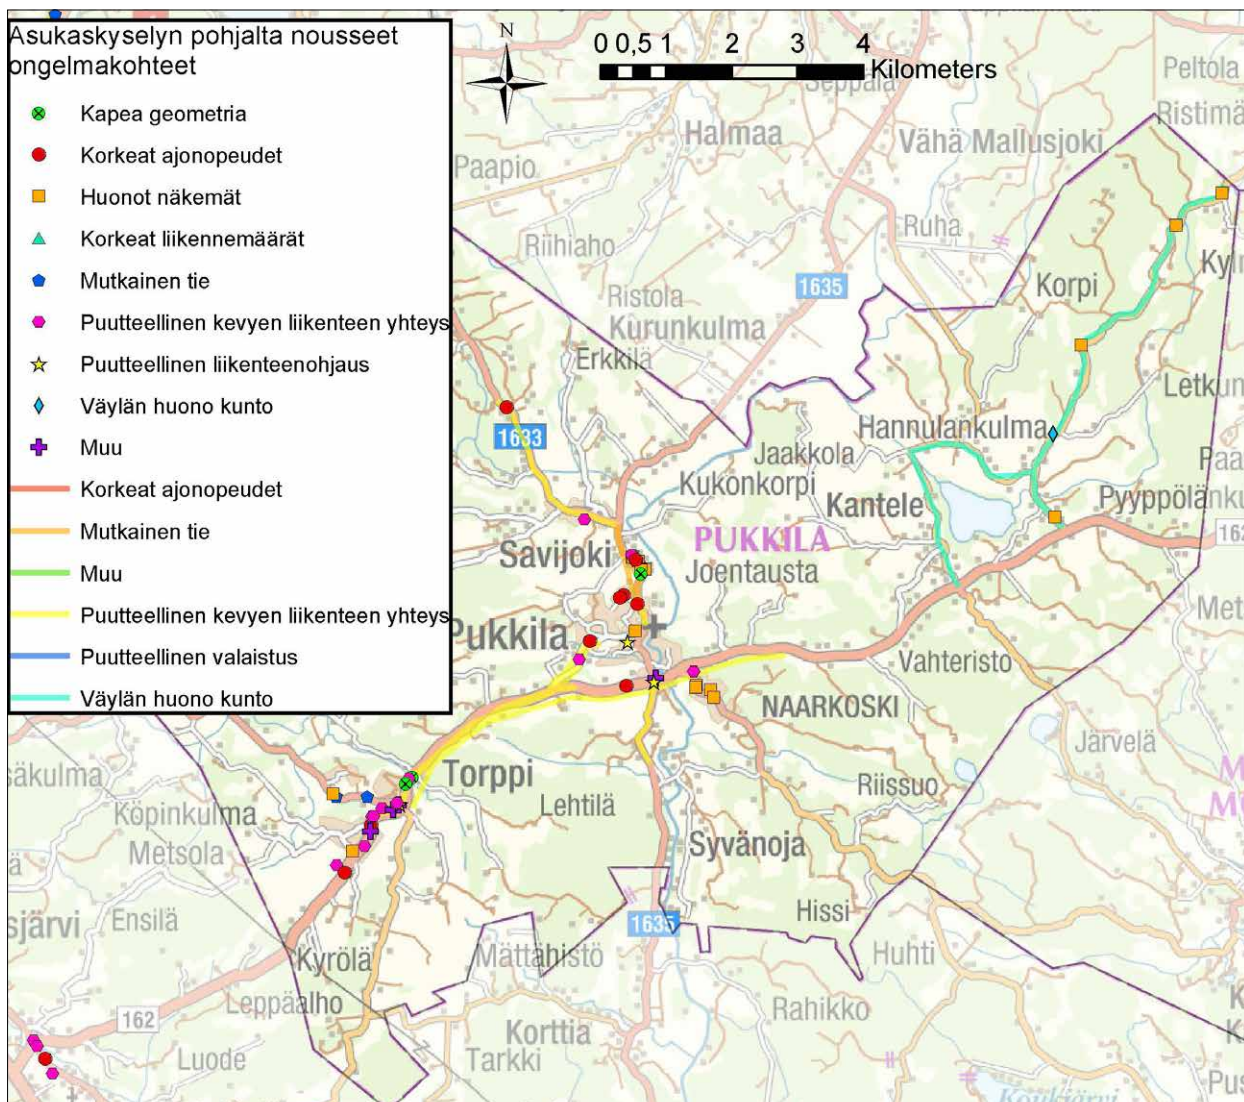 Asukaskyselyn pohjalta nousseet
ongelmakohteet
Kapea geometria
Korkeat ajonopeudet
Huonot näkemät
Korkeat liikennemäärät
Mutkainen tie
Puutteellinen kevyen liikenteen yhteys
Puutteellinen liikenteenohjaus
Väylän huono kunto
Muu
Korkeat ajonopeudet
Mutkainen tie
Muu
Puutteellinen kevyen liikenteen yhteys
Puutteellinen valaistus
Väylän huono kunto
N
0 0,5 1 2 3 4
Kilometers
Seppälä
Peltola
Halmaa
Vähä Mallusjoki
Paapio
Ruha
Riihiaho
Korpi
1635
Ristola
Kurunkulma
Erkkilä
1633
Hannulankulma
Jaakkola
Kukonkorpi
Kantele
PUKKILA
Savijoki
Joentausta
Pukkila
Vahteristo
NAARKOSKI
Järvelä
Torppi
Riissuo
Lehtilä
Köpinkulma
Metsola
Syvänoja
Ensilä
Hissi
1635
Huhti
Kyrölä
Mättähistö
Leppäalho
Rahikko
162
Korttia
Luode
Tarkki
Koukjärvi